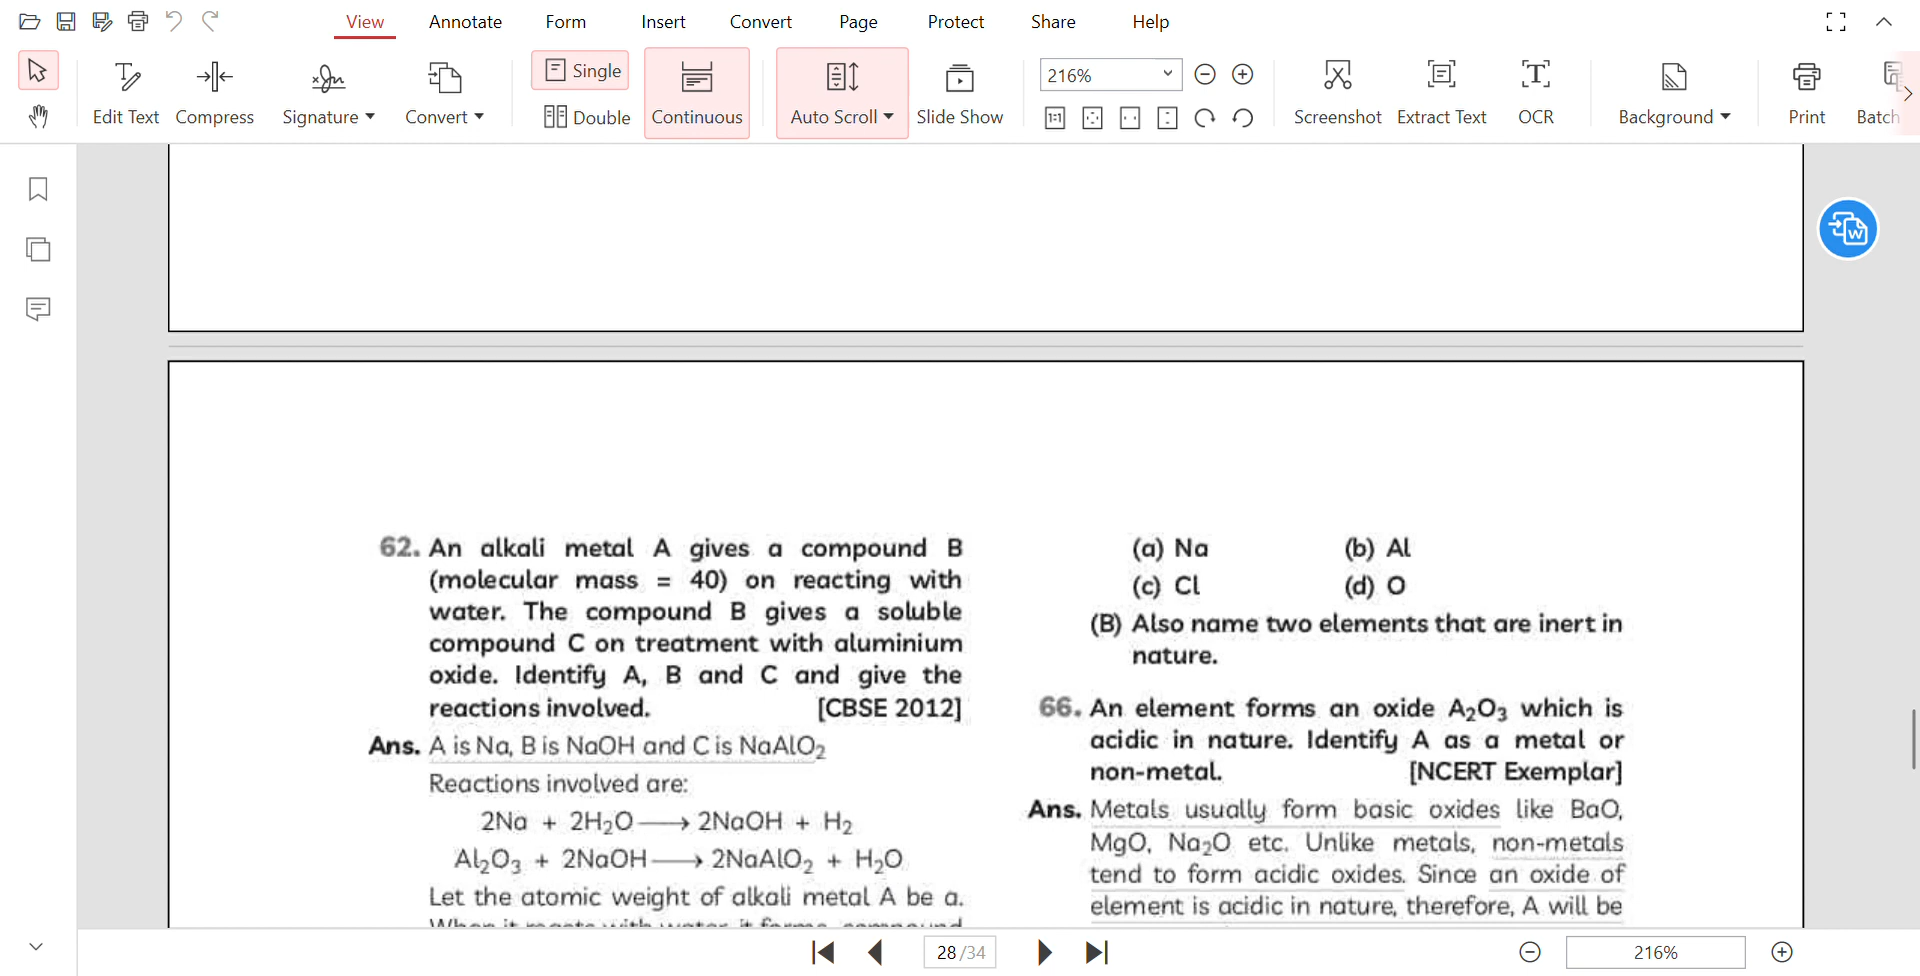 View Annotate Form Insert Convert Page Protect Share Help
Edit Text Compress Signature Convert Single Double Continuous Auto Scroll Slide Show 216% Screenshot Extract Text OCR Background Print Batch
62. An alkali metal A gives a compound B
(molecular mass = 40) on reacting with
water. The compound B gives a soluble
compound C on treatment with aluminium
oxide. Identify A, B and C and give the
reactions involved. [CBSE 2012]
Ans. A is Na, B is NaOH and C is NaAlO₂
Reactions involved are:
2Na + 2H₂O ⟶ 2NaOH + H₂
Al₂O₃ + 2NaOH ⟶ 2NaAlO₂ + H₂O
Let the atomic weight of alkali metal A be a.
When it reacts with water, it forms compound
(a) Na (b) Al
(c) Cl (d) O
(B) Also name two elements that are inert in
nature.
66. An element forms an oxide A₂O₃ which is
acidic in nature. Identify A as a metal or
non-metal. [NCERT Exemplar]
Ans. Metals usually form basic oxides like BaO,
MgO, Na₂O etc. Unlike metals, non-metals
tend to form acidic oxides. Since an oxide of
element is acidic in nature, therefore, A will be
28/34 216%